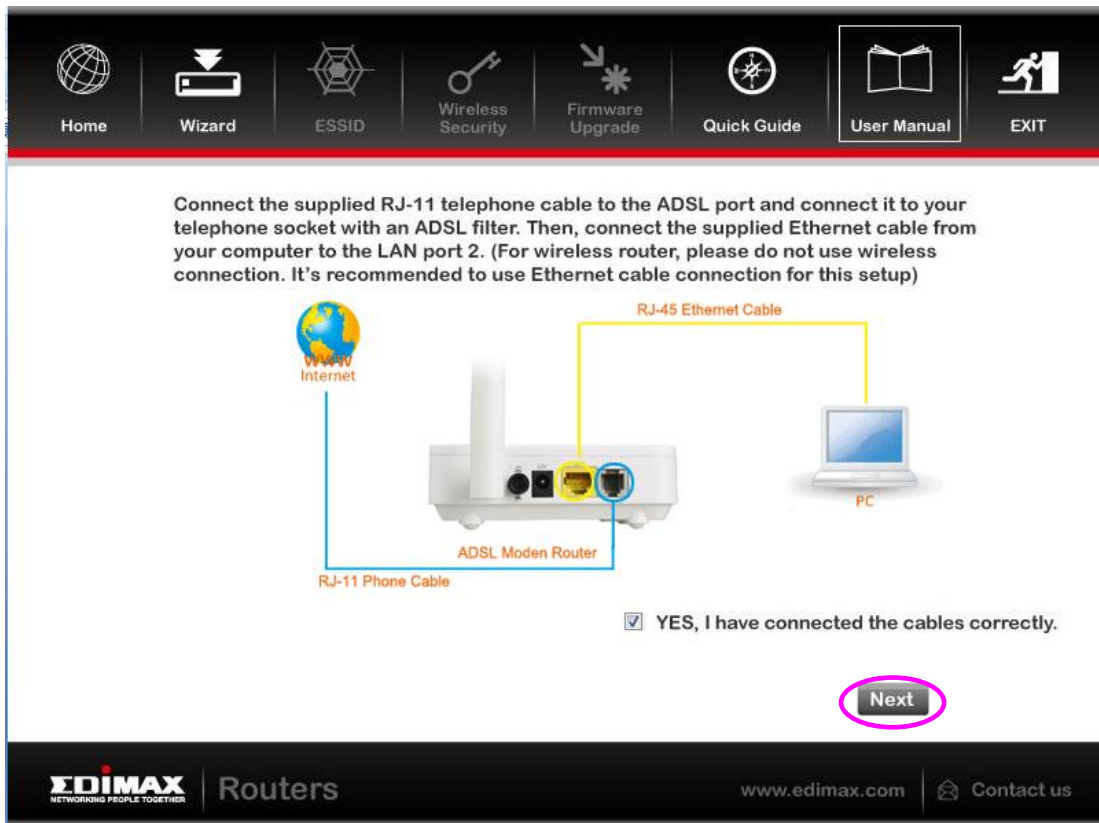 Home
Wizard
ESSID
Wireless
Security
Firmware
Upgrade
Quick Guide
User Manual
EXIT
Connect the supplied RJ-11 telephone cable to the ADSL port and connect it to your
telephone socket with an ADSL filter. Then, connect the supplied Ethernet cable from
your computer to the LAN port 2. (For wireless router, please do not use wireless
connection. It's recommended to use Ethernet cable connection for this setup)
RJ-45 Ethernet Cable
WWW
Internet
PC
ADSL Moden Router
RJ-11 Phone Cable
YES, I have connected the cables correctly.
Next
EDIMAX
NETWORKING PEOPLE TOGETHER
Routers
www.edimax.com
Contact us